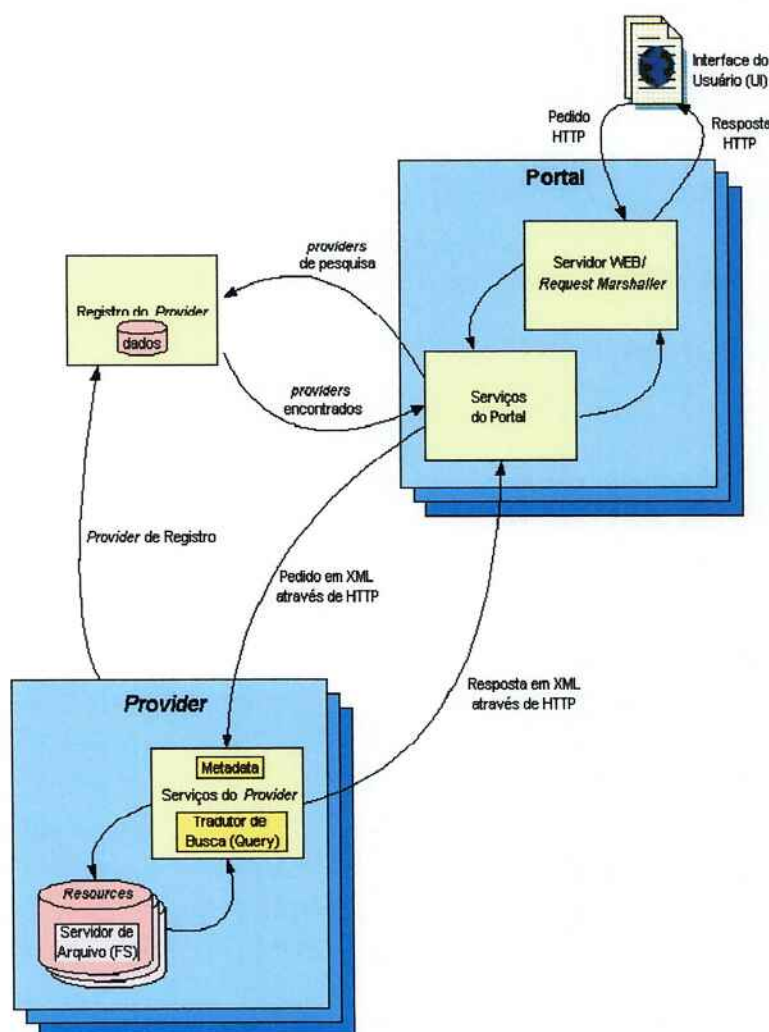 Interface do
Usuário (UI)
Pedido
HTTP
Resposta
HTTP
Portal
Servidor WEB/
Request Marshaller
providers
de pesquisa
Registro do Provider
dados
providers
encontrados
Serviços
do Portal
Provider de Registro
Pedido em XML
através de HTTP
Resposta em XML
através de HTTP
Provider
Metadata
Serviços do Provider
Tradutor de
Busca (Query)
Resources
Servidor de
Arquivo (FS)